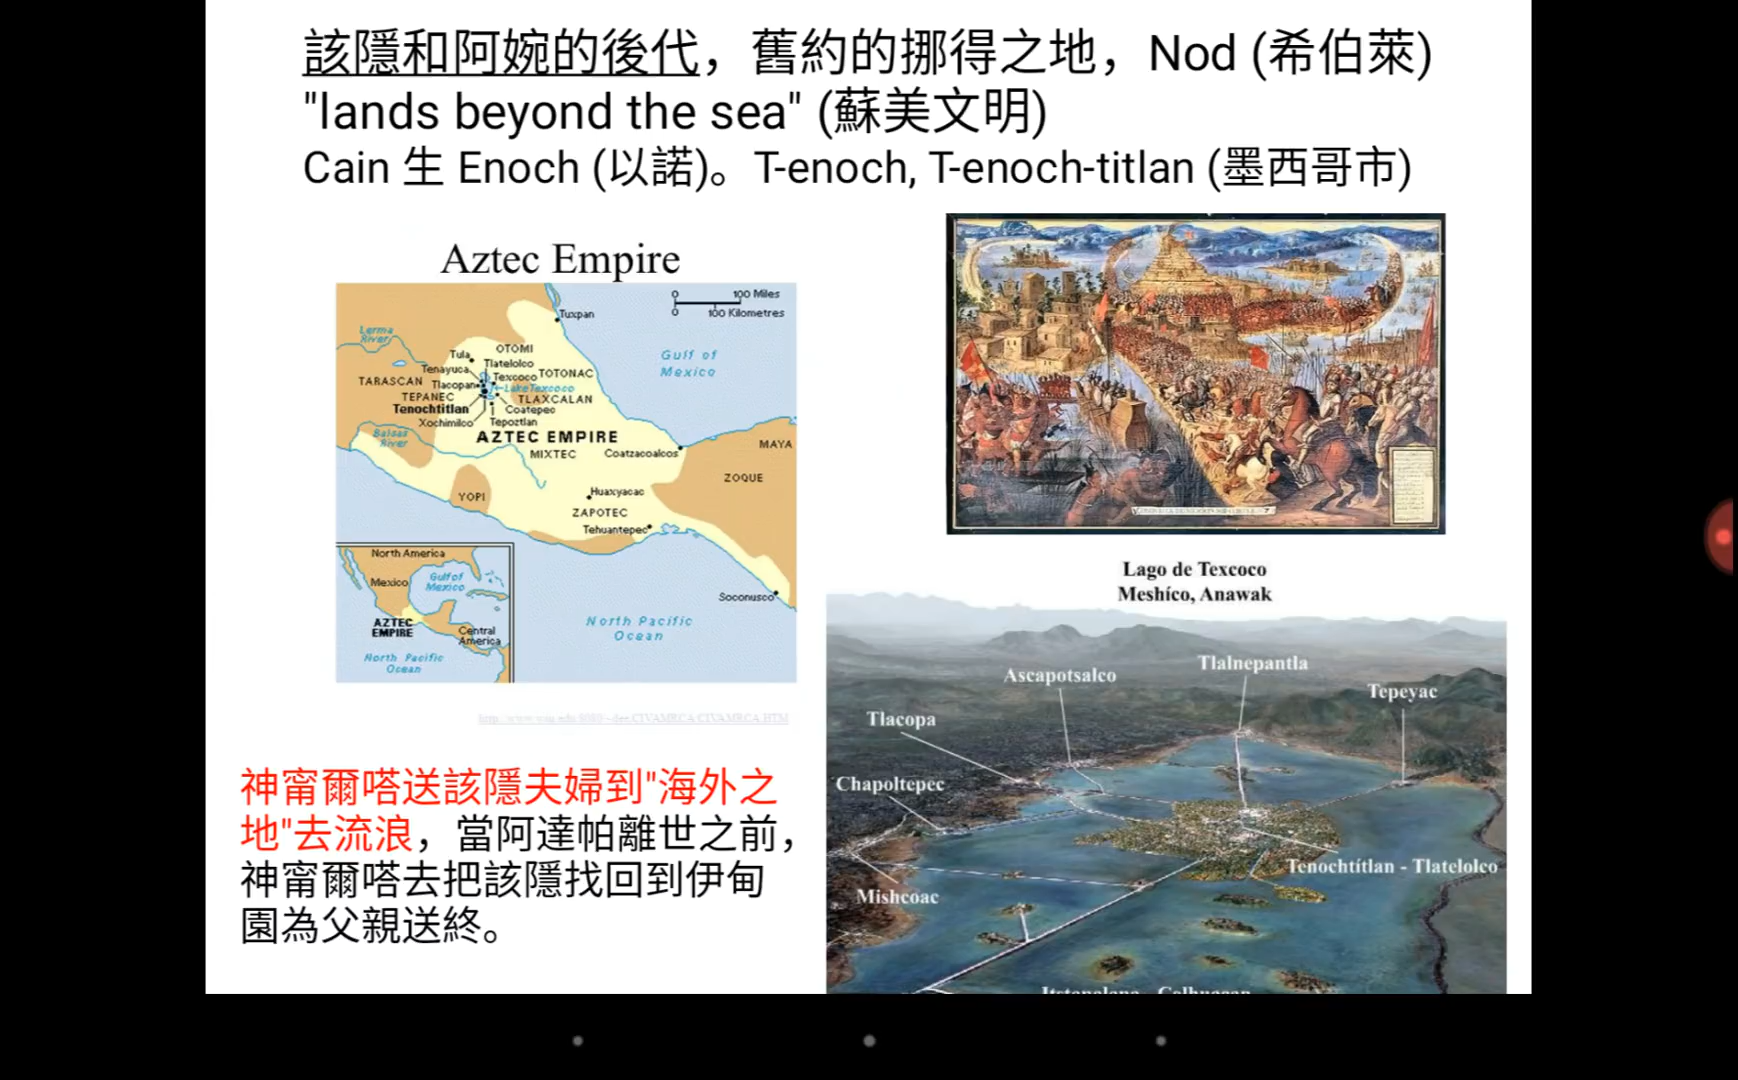 該隱和阿婉的後代，舊約的挪得之地，Nod (希伯萊)
"lands beyond the sea" (蘇美文明)
Cain 生 Enoch (以諾)。T-enoch, T-enoch-titlan (墨西哥市)
Aztec Empire
0 100 Miles
0 100 Kilometres
Tuxpan
Lerma
River
Gulf of
Mexico
OTOMI
Tula
Tlatelolco
Tenayuca
Texcoco
TOTONAC
TARASCAN
Tlacopan
Lake Texcoco
TEPANEC
TLAXCALAN
Tenochtitlan
Coatepec
Xochimilco
Tepoztlan
Balsas
River
AZTEC EMPIRE
MAYA
MIXTEC
Coatzacoalcos
ZOQUE
YOPI
Huaxyacac
ZAPOTEC
Tehuantepec
North America
Mexico
Gulf of
Mexico
Soconusco
AZTEC
EMPIRE
Central
America
North Pacific
Ocean
North Pacific
Ocean
Lago de Texcoco
Meshíco, Anawak
Tlalnepantla
Ascapotsalco
Tepeyac
Tlacopa
Chapoltepec
Tenochtítlan - Tlatelolco
Mishcoac
神甯爾嗒送該隱夫婦到"海外之
地"去流浪，當阿達帕離世之前，
神甯爾嗒去把該隱找回到伊甸
園為父親送終。